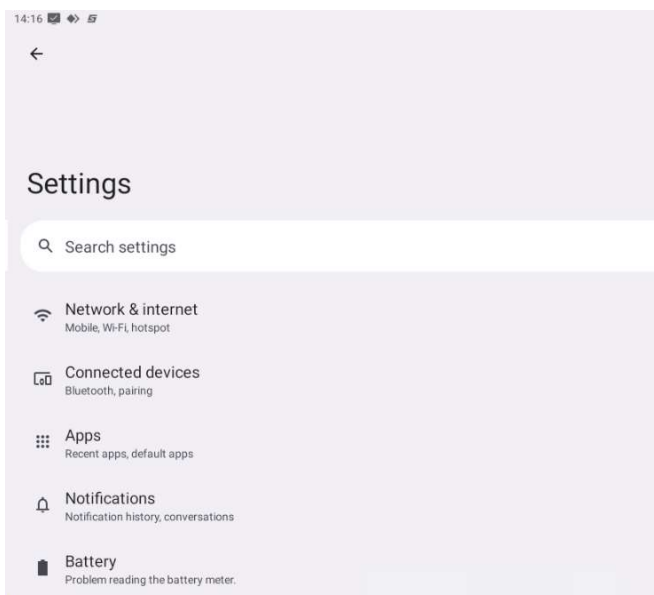 14:16
Settings
Search settings
Network & internet
Mobile, Wi-Fi, hotspot
Connected devices
Bluetooth, pairing
Apps
Recent apps, default apps
Notifications
Notification history, conversations
Battery
Problem reading the battery meter.